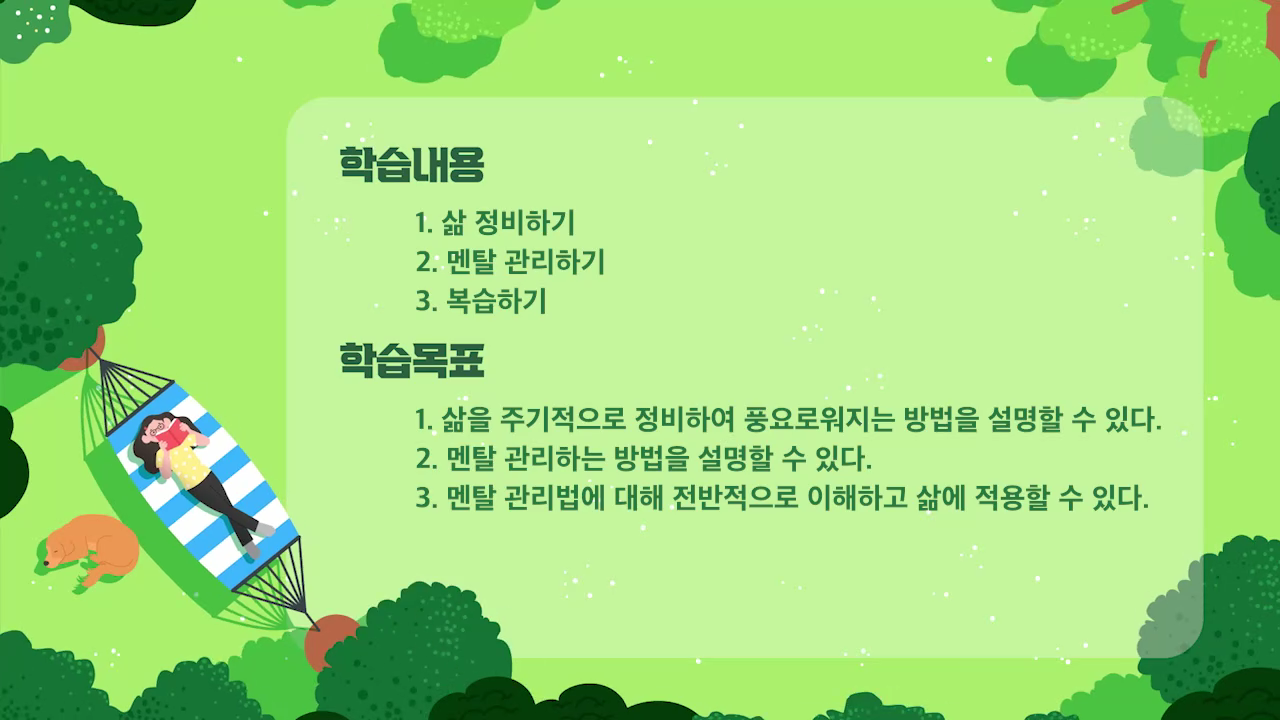 학습내용
1. 삶 정비하기
2. 멘탈 관리하기
3. 복습하기
학습목표
1. 삶을 주기적으로 정비하여 풍요로워지는 방법을 설명할 수 있다.
2. 멘탈 관리하는 방법을 설명할 수 있다.
3. 멘탈 관리법에 대해 전반적으로 이해하고 삶에 적용할 수 있다.